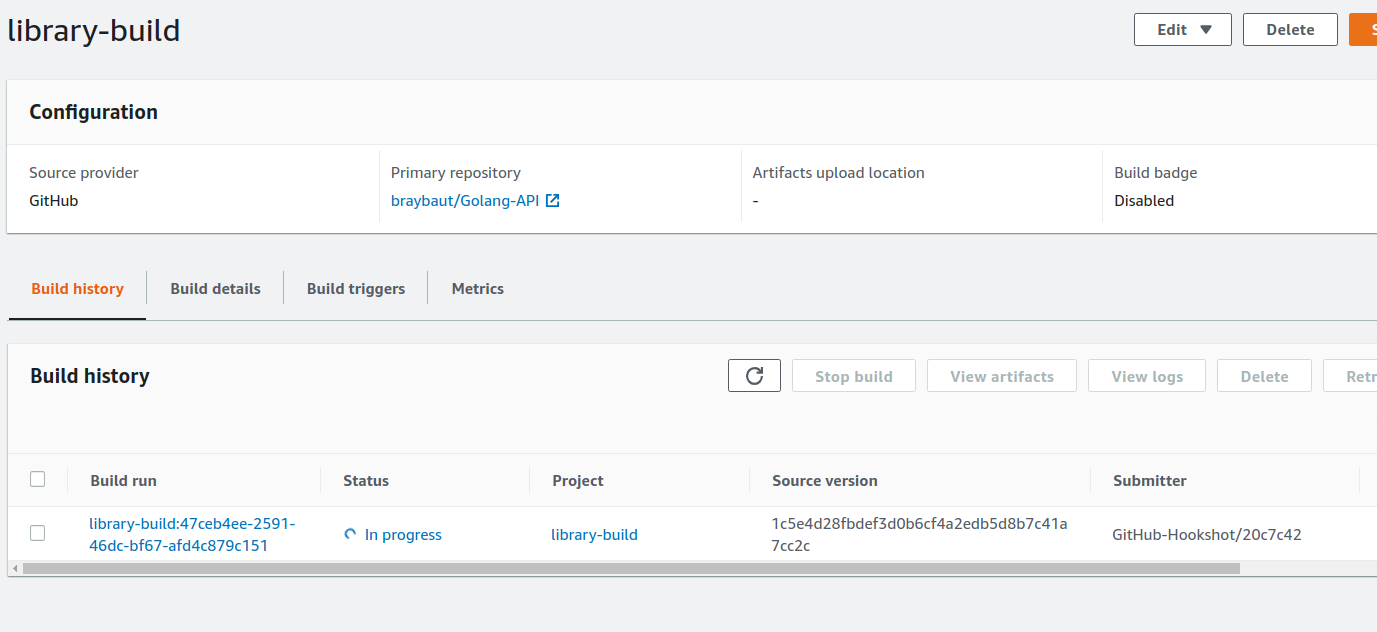 library-build
Edit
Delete
Configuration
Source provider
Primary repository
Artifacts upload location
Build badge
GitHub
braybaut/Golang-API
-
Disabled
Build history
Build details
Build triggers
Metrics
Build history
Stop build
View artifacts
View logs
Delete
Retr
Build run
Status
Project
Source version
Submitter
library-build:47ceb4ee-2591-
46dc-bf67-afd4c879c151
In progress
library-build
1c5e4d28fbdef3d0b6cf4a2edb5d8b7c41a
7cc2c
GitHub-Hookshot/20c7c42